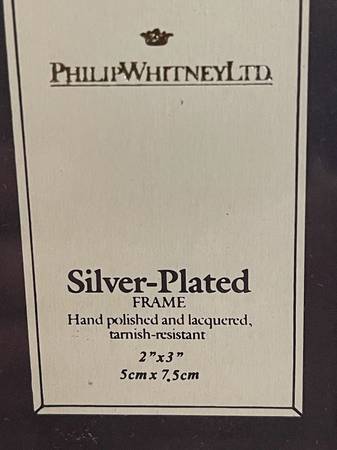 PHILIP WHITNEY LTD.
Silver-Plated
FRAME
Hand polished and lacquered,
tarnish-resistant
2"x3"
5cm x 7.5cm